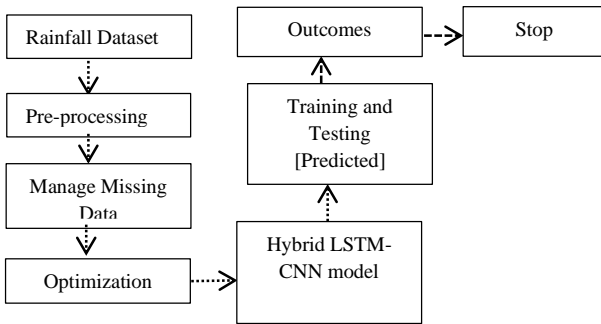 Rainfall Dataset
Pre-processing
Manage Missing
Data
Optimization
Hybrid LSTM-
CNN model
Training and
Testing
[Predicted]
Outcomes
Stop